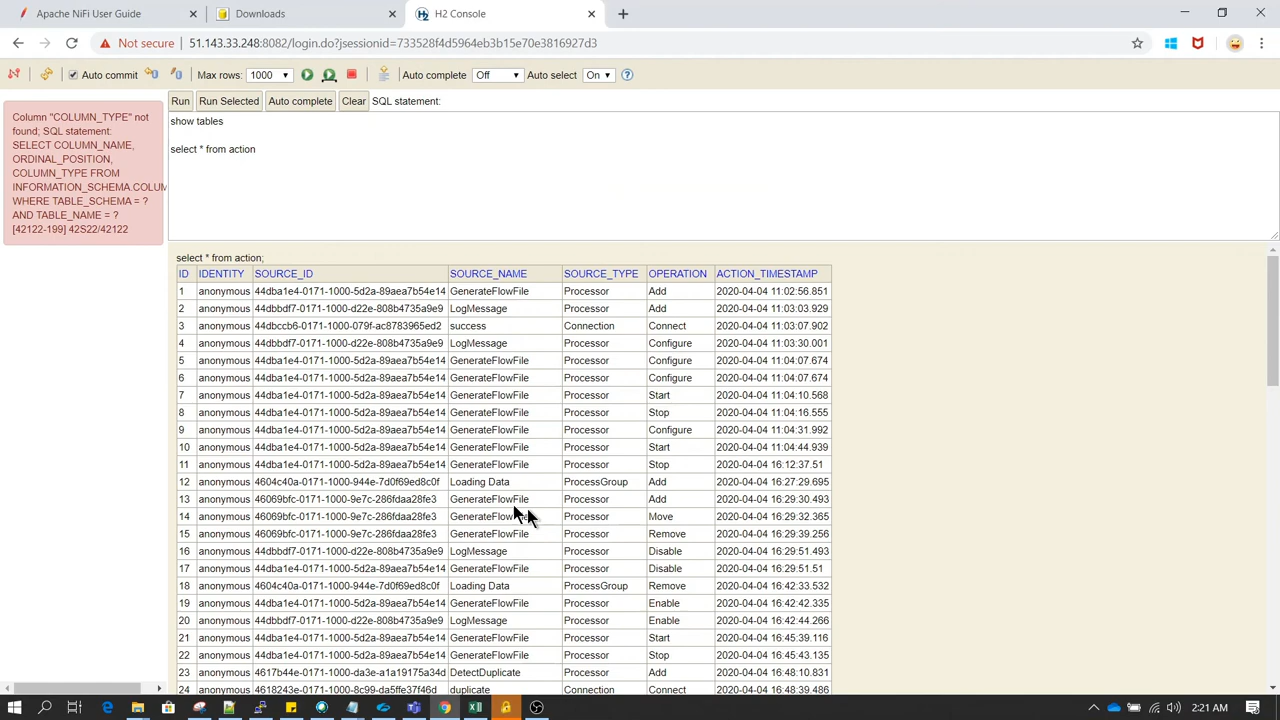 Apache NiFi User Guide
Downloads
H2 Console
Not secure 51.143.33.248:8082/login.do?jsessionid=733528f4d5964eb3b15e70e3816927d3
Auto commit Max rows: 1000 Auto complete Off Auto select On
Run Run Selected Auto complete Clear SQL statement:
Column "COLUMN_TYPE" not
found; SQL statement:
SELECT COLUMN_NAME,
ORDINAL_POSITION,
COLUMN_TYPE FROM
INFORMATION_SCHEMA.COLUM
WHERE TABLE_SCHEMA = ?
AND TABLE_NAME = ?
[42122-199] 42S22/42122
show tables
select * from action
select * from action;
ID IDENTITY SOURCE_ID SOURCE_NAME SOURCE_TYPE OPERATION ACTION_TIMESTAMP
1 anonymous 44dba1e4-0171-1000-5d2a-89aea7b54e14 GenerateFlowFile Processor Add 2020-04-04 11:02:56.851
2 anonymous 44dbbdf7-0171-1000-d22e-808b4735a9e9 LogMessage Processor Add 2020-04-04 11:03:03.929
3 anonymous 44dbccb6-0171-1000-079f-ac8783965ed2 success Connection Connect 2020-04-04 11:03:07.902
4 anonymous 44dbbdf7-0171-1000-d22e-808b4735a9e9 LogMessage Processor Configure 2020-04-04 11:03:30.001
5 anonymous 44dba1e4-0171-1000-5d2a-89aea7b54e14 GenerateFlowFile Processor Configure 2020-04-04 11:04:07.674
6 anonymous 44dba1e4-0171-1000-5d2a-89aea7b54e14 GenerateFlowFile Processor Configure 2020-04-04 11:04:07.674
7 anonymous 44dba1e4-0171-1000-5d2a-89aea7b54e14 GenerateFlowFile Processor Start 2020-04-04 11:04:10.568
8 anonymous 44dba1e4-0171-1000-5d2a-89aea7b54e14 GenerateFlowFile Processor Stop 2020-04-04 11:04:16.555
9 anonymous 44dba1e4-0171-1000-5d2a-89aea7b54e14 GenerateFlowFile Processor Configure 2020-04-04 11:04:31.992
10 anonymous 44dba1e4-0171-1000-5d2a-89aea7b54e14 GenerateFlowFile Processor Start 2020-04-04 11:04:44.939
11 anonymous 44dba1e4-0171-1000-5d2a-89aea7b54e14 GenerateFlowFile Processor Stop 2020-04-04 16:12:37.51
12 anonymous 4604c40a-0171-1000-944e-7d0f69ed8c0f Loading Data ProcessGroup Add 2020-04-04 16:27:29.695
13 anonymous 46069bfc-0171-1000-9e7c-286fdaa28fe3 GenerateFlowFile Processor Add 2020-04-04 16:29:30.493
14 anonymous 46069bfc-0171-1000-9e7c-286fdaa28fe3 GenerateFlowFile Processor Move 2020-04-04 16:29:32.365
15 anonymous 46069bfc-0171-1000-9e7c-286fdaa28fe3 GenerateFlowFile Processor Remove 2020-04-04 16:29:39.256
16 anonymous 44dbbdf7-0171-1000-d22e-808b4735a9e9 LogMessage Processor Disable 2020-04-04 16:29:51.493
17 anonymous 44dba1e4-0171-1000-5d2a-89aea7b54e14 GenerateFlowFile Processor Disable 2020-04-04 16:29:51.51
18 anonymous 4604c40a-0171-1000-944e-7d0f69ed8c0f Loading Data ProcessGroup Remove 2020-04-04 16:42:33.532
19 anonymous 44dba1e4-0171-1000-5d2a-89aea7b54e14 GenerateFlowFile Processor Enable 2020-04-04 16:42:42.335
20 anonymous 44dbbdf7-0171-1000-d22e-808b4735a9e9 LogMessage Processor Enable 2020-04-04 16:42:44.266
21 anonymous 44dba1e4-0171-1000-5d2a-89aea7b54e14 GenerateFlowFile Processor Start 2020-04-04 16:45:39.116
22 anonymous 44dba1e4-0171-1000-5d2a-89aea7b54e14 GenerateFlowFile Processor Stop 2020-04-04 16:45:43.135
23 anonymous 4617b44e-0171-1000-da3e-a1a19175a34d DetectDuplicate Processor Add 2020-04-04 16:48:10.831
24 anonymous 4618243e-0171-1000-8c99-da5ffe37f46d duplicate Connection Connect 2020-04-04 16:48:39.486
2:21 AM